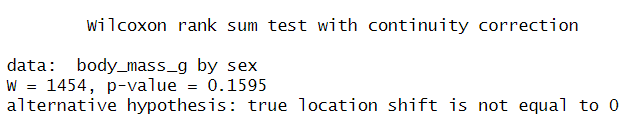 Wilcoxon rank sum test with continuity correction
data:  body_mass_g by sex
W = 1454, p-value = 0.1595
alternative hypothesis: true location shift is not equal to 0